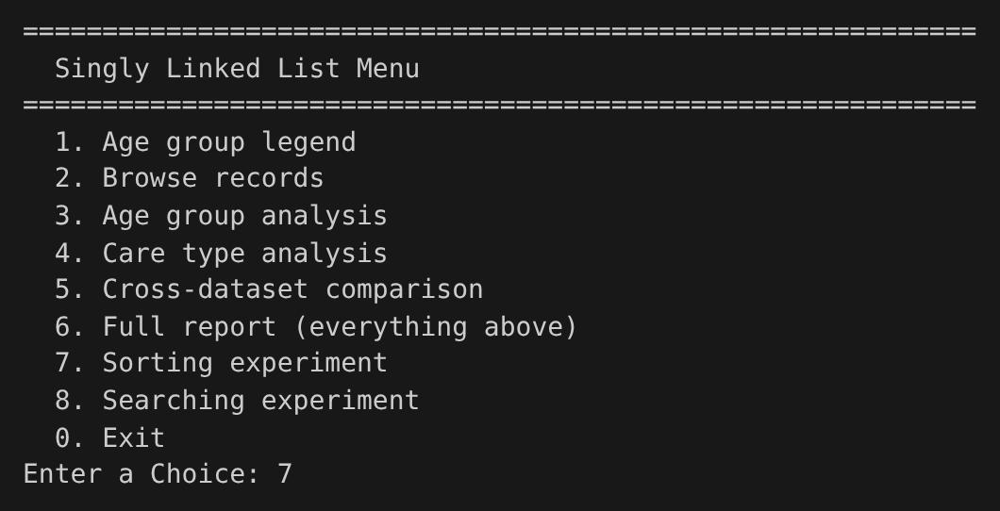 ============================================================
  Singly Linked List Menu
============================================================
  1. Age group legend
  2. Browse records
  3. Age group analysis
  4. Care type analysis
  5. Cross-dataset comparison
  6. Full report (everything above)
  7. Sorting experiment
  8. Searching experiment
  0. Exit
Enter a Choice: 7